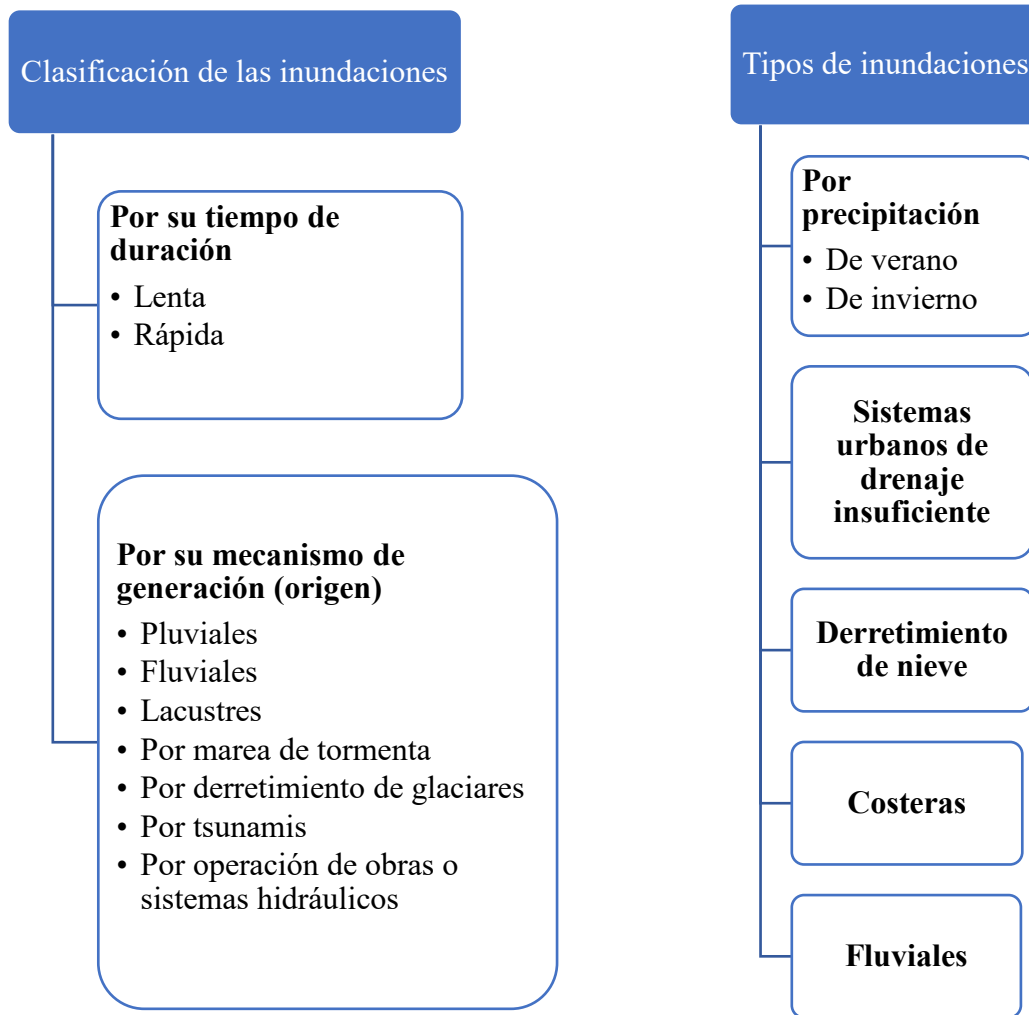 Clasificación de las inundaciones
Por su tiempo de
duración
• Lenta
• Rápida
Por su mecanismo de
generación (origen)
• Pluviales
• Fluviales
• Lacustres
• Por marea de tormenta
• Por derretimiento de glaciares
• Por tsunamis
• Por operación de obras o
sistemas hidráulicos
Tipos de inundaciones
Por
precipitación
• De verano
• De invierno
Sistemas
urbanos de
drenaje
insuficiente
Derretimiento
de nieve
Costeras
Fluviales